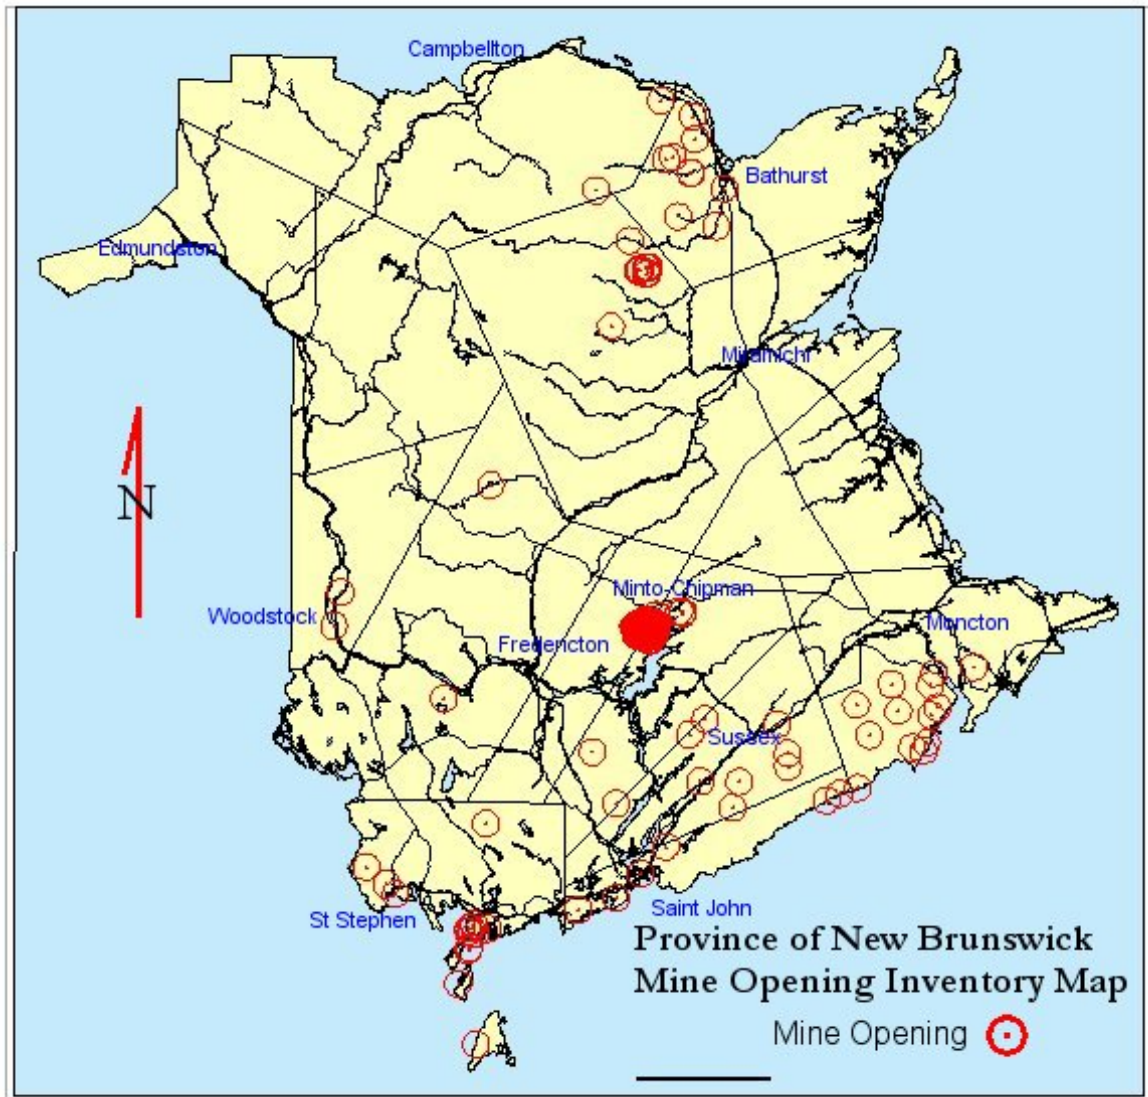 Campbellton
Bathurst
Edmundston
Miramichi
N
Minto-Chipman
Woodstock
Fredericton
Moncton
Sussex
St Stephen
Saint John
Province of New Brunswick
Mine Opening Inventory Map
Mine Opening